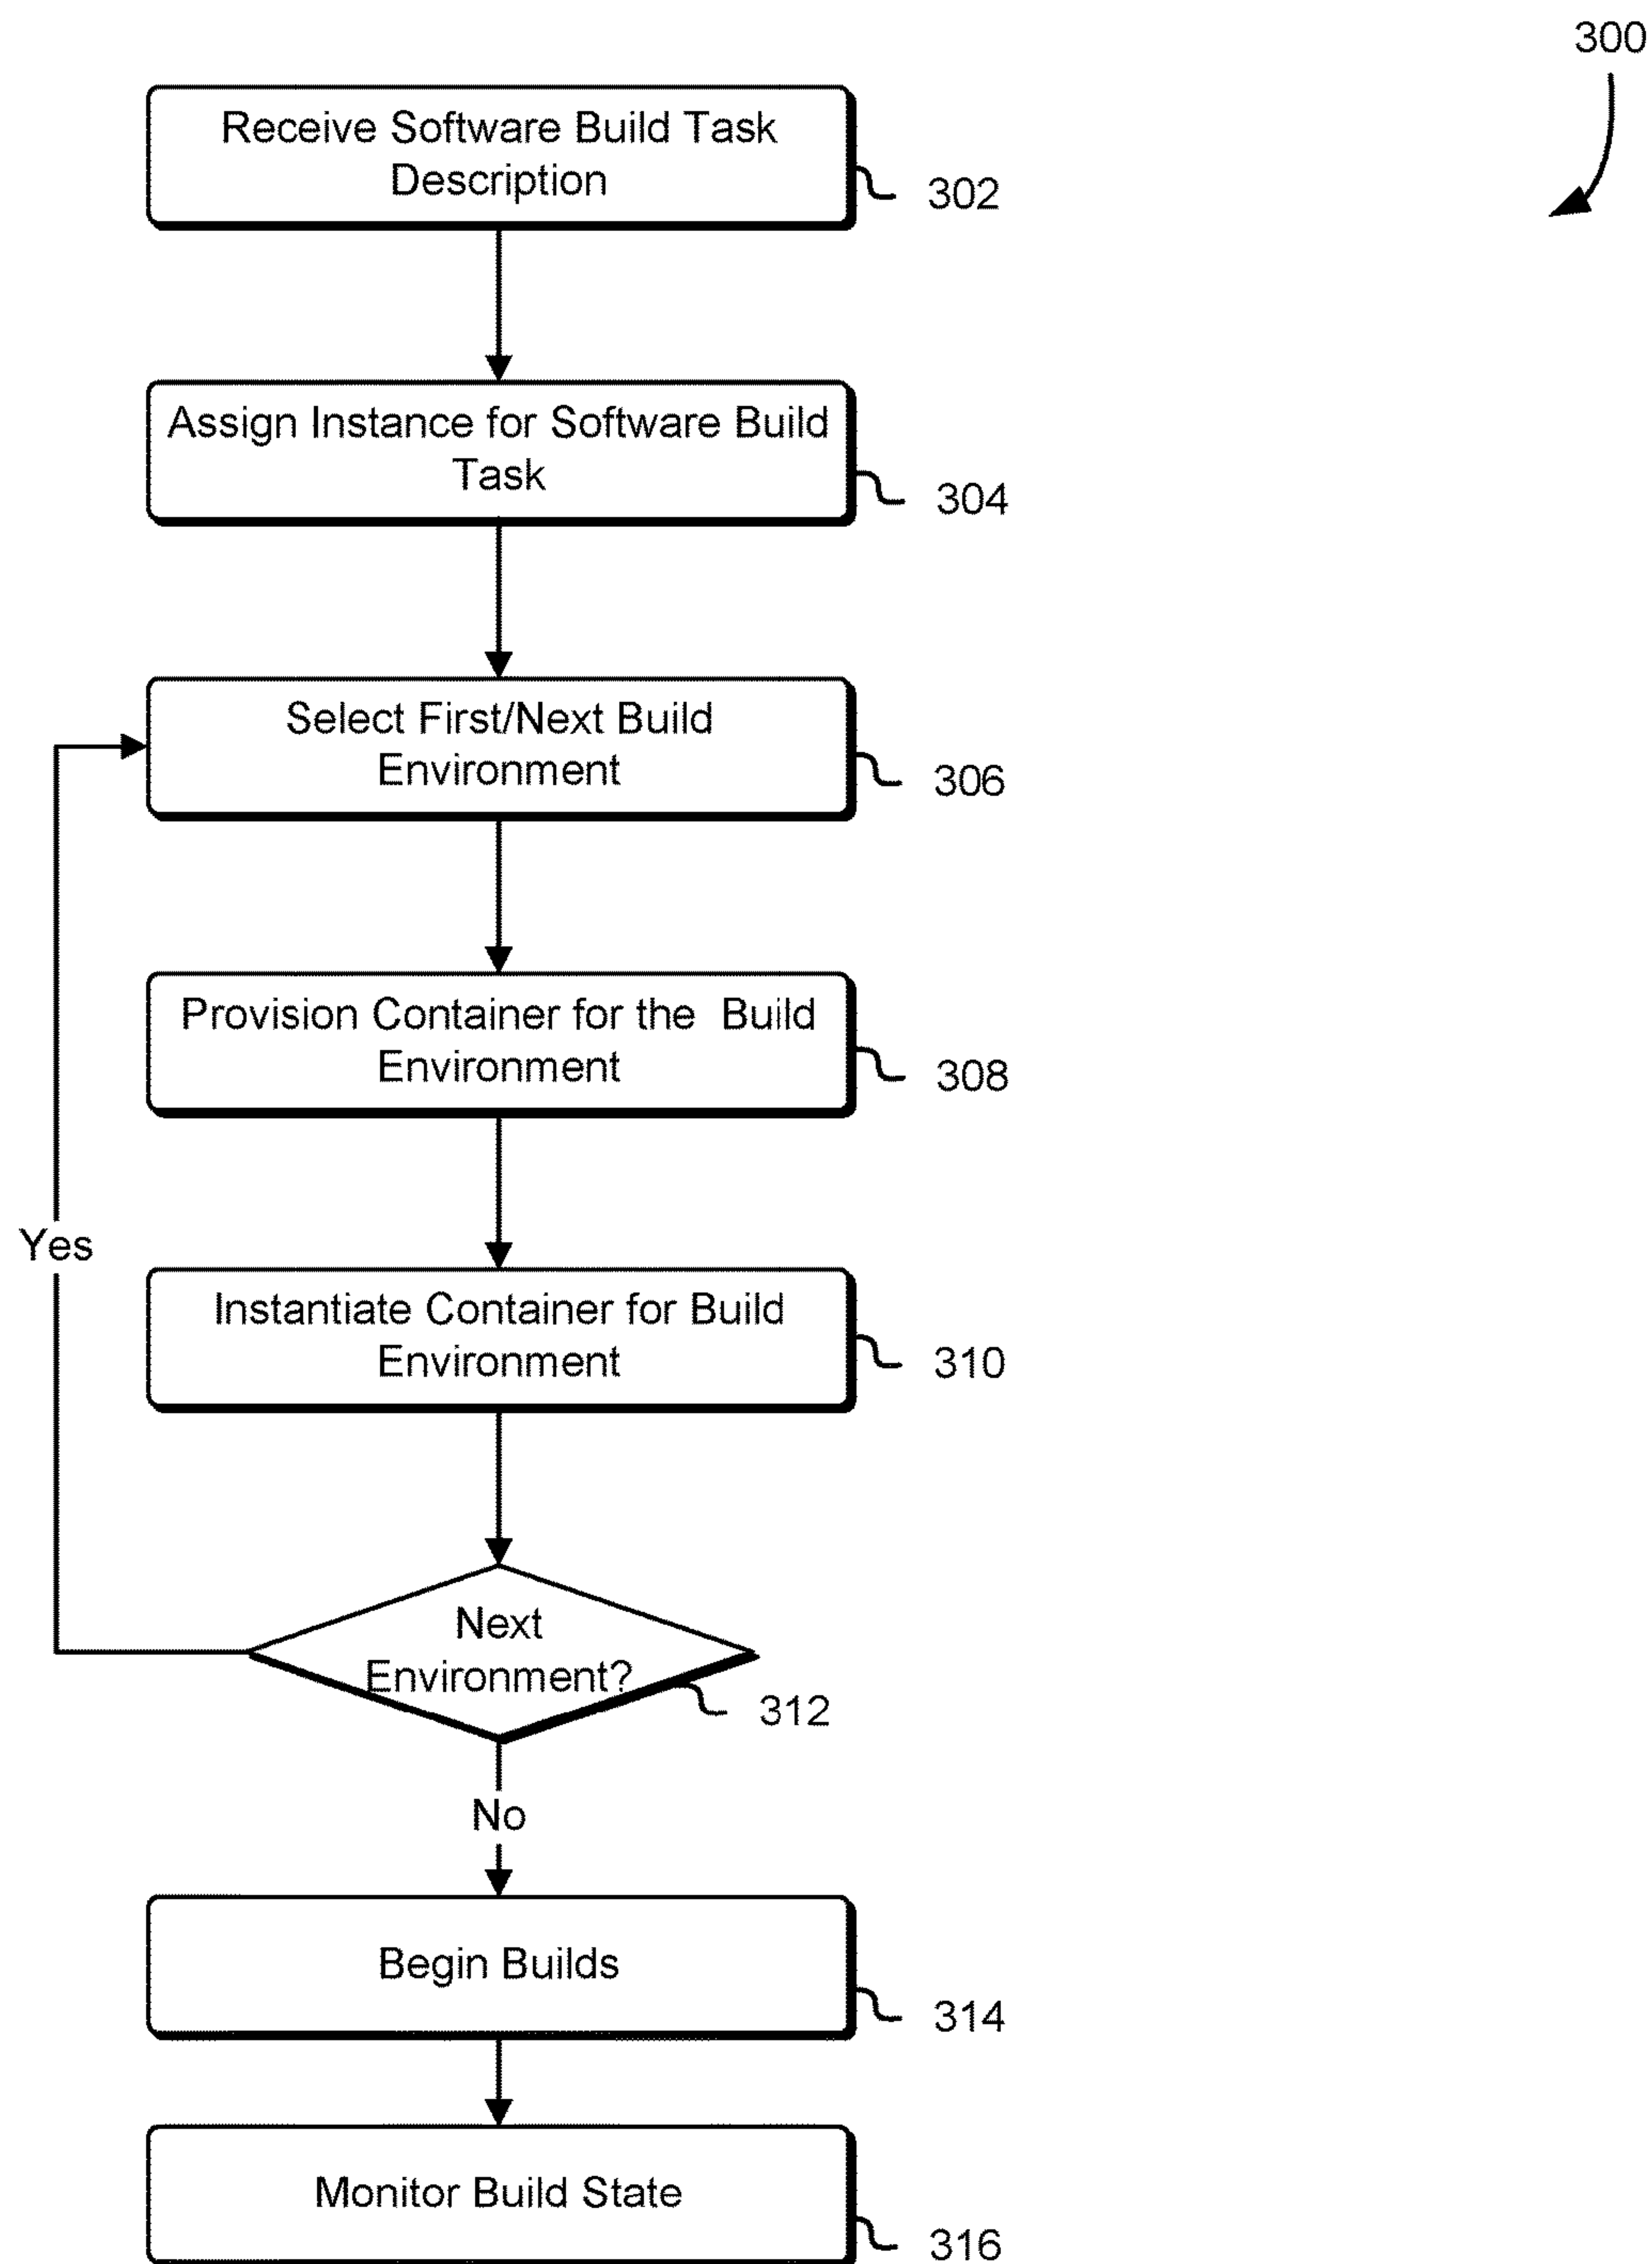 300
Receive Software Build Task
Description
302
Assign Instance for Software Build
Task
304
Select First/Next Build
Environment
306
Provision Container for the Build
Environment
308
Yes
Instantiate Container for Build
Environment
310
Next
Environment?
312
No
Begin Builds
314
Monitor Build State
316